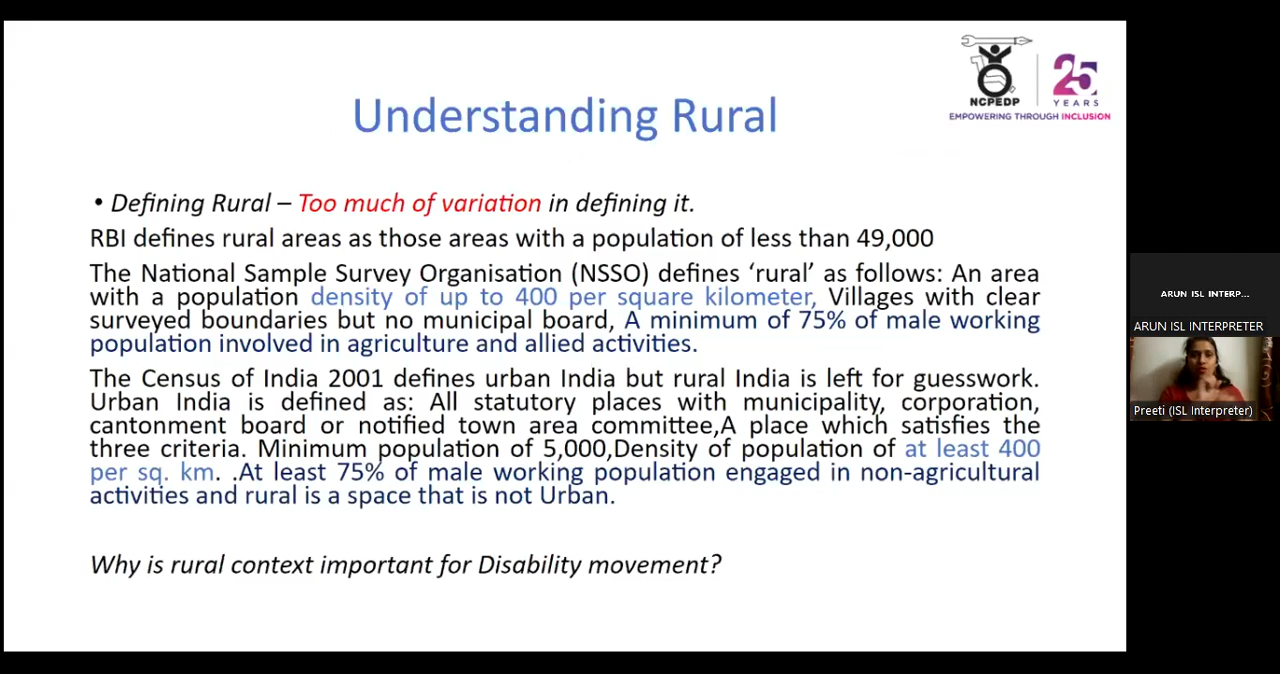 NCPEDP
25
YEARS
EMPOWERING THROUGH INCLUSION
Understanding Rural
• Defining Rural – Too much of variation in defining it.
RBI defines rural areas as those areas with a population of less than 49,000
The National Sample Survey Organisation (NSSO) defines ‘rural’ as follows: An area
with a population density of up to 400 per square kilometer, Villages with clear
surveyed boundaries but no municipal board, A minimum of 75% of male working
population involved in agriculture and allied activities.
The Census of India 2001 defines urban India but rural India is left for guesswork.
Urban India is defined as: All statutory places with municipality, corporation,
cantonment board or notified town area committee,A place which satisfies the
three criteria. Minimum population of 5,000,Density of population of at least 400
per sq. km. .At least 75% of male working population engaged in non-agricultural
activities and rural is a space that is not Urban.
Why is rural context important for Disability movement?
ARUN ISL INTERP...
ARUN ISL INTERPRETER
Preeti (ISL Interpreter)